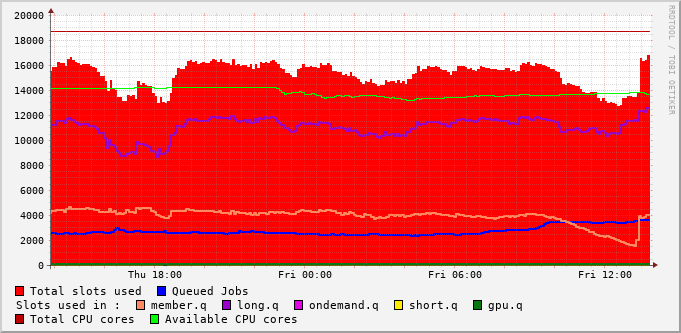 20000
18000
16000
14000
12000
10000
8000
6000
4000
2000
0
Thu 18:00 Fri 00:00 Fri 06:00 Fri 12:00
Total slots used Queued Jobs
Slots used in : member.q long.q ondemand.q short.q gpu.q
Total CPU cores Available CPU cores
RRDTOOL / TOBI OETIKER